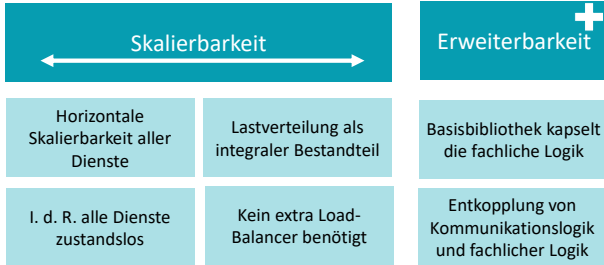 Skalierbarkeit
Erweiterbarkeit
Horizontale
Skalierbarkeit aller
Dienste
Lastverteilung als
integraler Bestandteil
Basisbibliothek kapselt
die fachliche Logik
I. d. R. alle Dienste
zustandslos
Kein extra Load-
Balancer benötigt
Entkopplung von
Kommunikationslogik
und fachlicher Logik